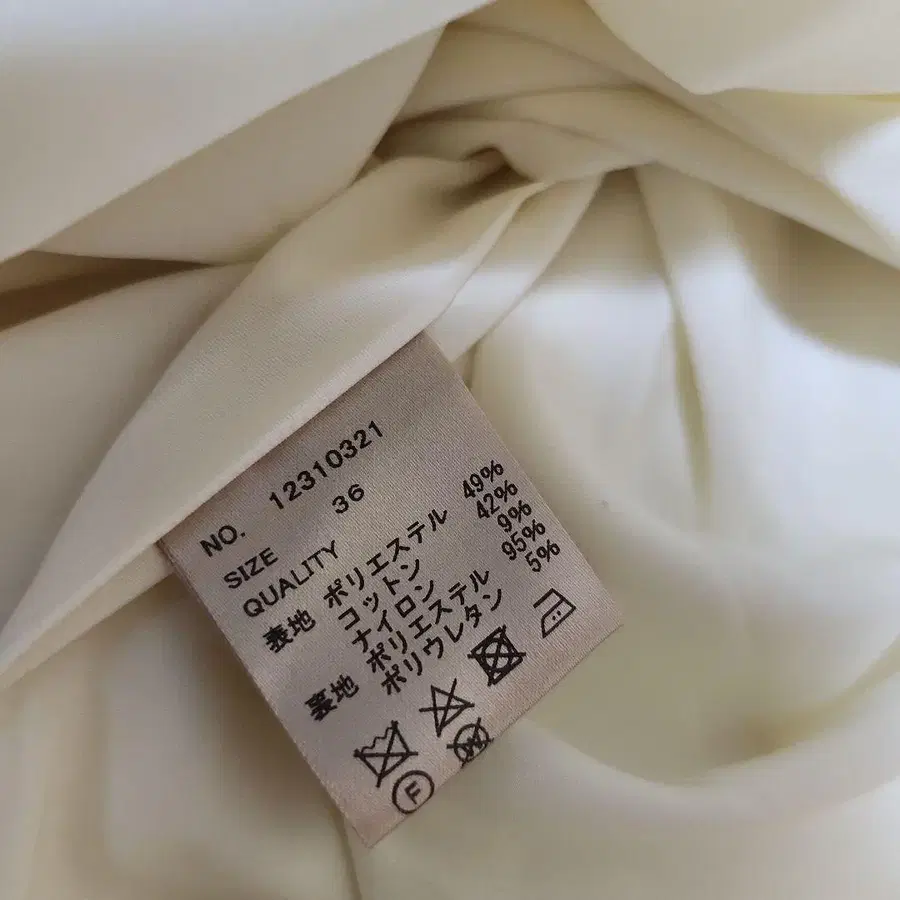 NO. 12310321
SIZE 36
QUALITY
表地 ポリエステル 49%
コットン 42%
ナイロン 9%
裏地 ポリエステル 95%
ポリウレタン 5%
F W